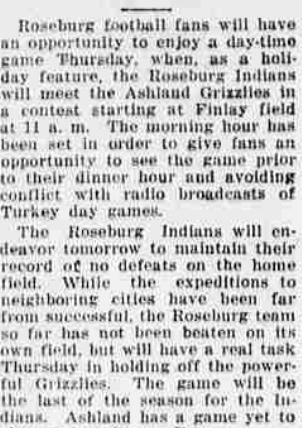 Roseburg football fans will have
an opportunity to enjoy a day-time
game Thursday, when, as a holi-
day feature, the Roseburg Indians
will meet the Ashland Grizzlies in
a contest starting at Finlay field
at 11 a. m. The morning hour has
been set in order to give fans an
opportunity to see the game prior
to their dinner hour and avoiding
conflict with radio broadcasts of
Turkey day games.
The Roseburg Indians will en-
deavor tomorrow to maintain their
record of no defeats on the home
field. While the expeditions to
neighboring cities have been far
from successful, the Roseburg team
so far has not been beaten on its
own field, but will have a real task
Thursday in holding off the power-
ful Grizzlies. The game will be
the last of the season for the In-
dians. Ashland has a game yet to